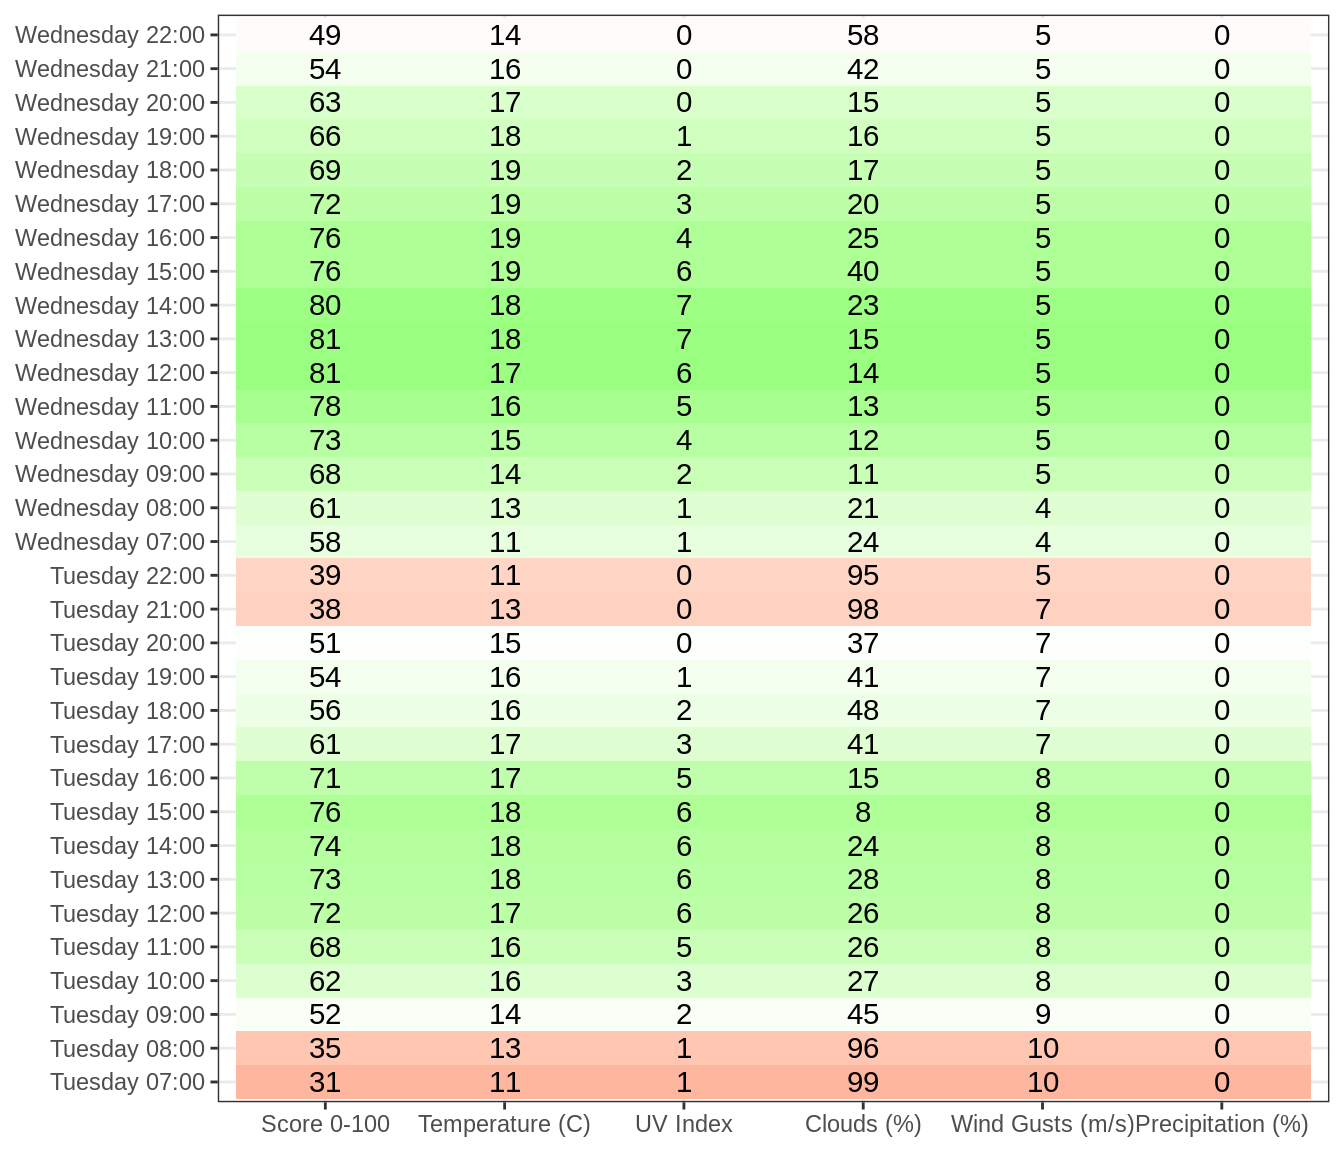 Wednesday 22:00 49 14 0 58 5 0
Wednesday 21:00 54 16 0 42 5 0
Wednesday 20:00 63 17 0 15 5 0
Wednesday 19:00 66 18 1 16 5 0
Wednesday 18:00 69 19 2 17 5 0
Wednesday 17:00 72 19 3 20 5 0
Wednesday 16:00 76 19 4 25 5 0
Wednesday 15:00 76 19 6 40 5 0
Wednesday 14:00 80 18 7 23 5 0
Wednesday 13:00 81 18 7 15 5 0
Wednesday 12:00 81 17 6 14 5 0
Wednesday 11:00 78 16 5 13 5 0
Wednesday 10:00 73 15 4 12 5 0
Wednesday 09:00 68 14 2 11 5 0
Wednesday 08:00 61 13 1 21 4 0
Wednesday 07:00 58 11 1 24 4 0
Tuesday 22:00 39 11 0 95 5 0
Tuesday 21:00 38 13 0 98 7 0
Tuesday 20:00 51 15 0 37 7 0
Tuesday 19:00 54 16 1 41 7 0
Tuesday 18:00 56 16 2 48 7 0
Tuesday 17:00 61 17 3 41 7 0
Tuesday 16:00 71 17 5 15 8 0
Tuesday 15:00 76 18 6 8 8 0
Tuesday 14:00 74 18 6 24 8 0
Tuesday 13:00 73 18 6 28 8 0
Tuesday 12:00 72 17 6 26 8 0
Tuesday 11:00 68 16 5 26 8 0
Tuesday 10:00 62 16 3 27 8 0
Tuesday 09:00 52 14 2 45 9 0
Tuesday 08:00 35 13 1 96 10 0
Tuesday 07:00 31 11 1 99 10 0
Score 0-100 Temperature (C) UV Index Clouds (%) Wind Gusts (m/s) Precipitation (%)